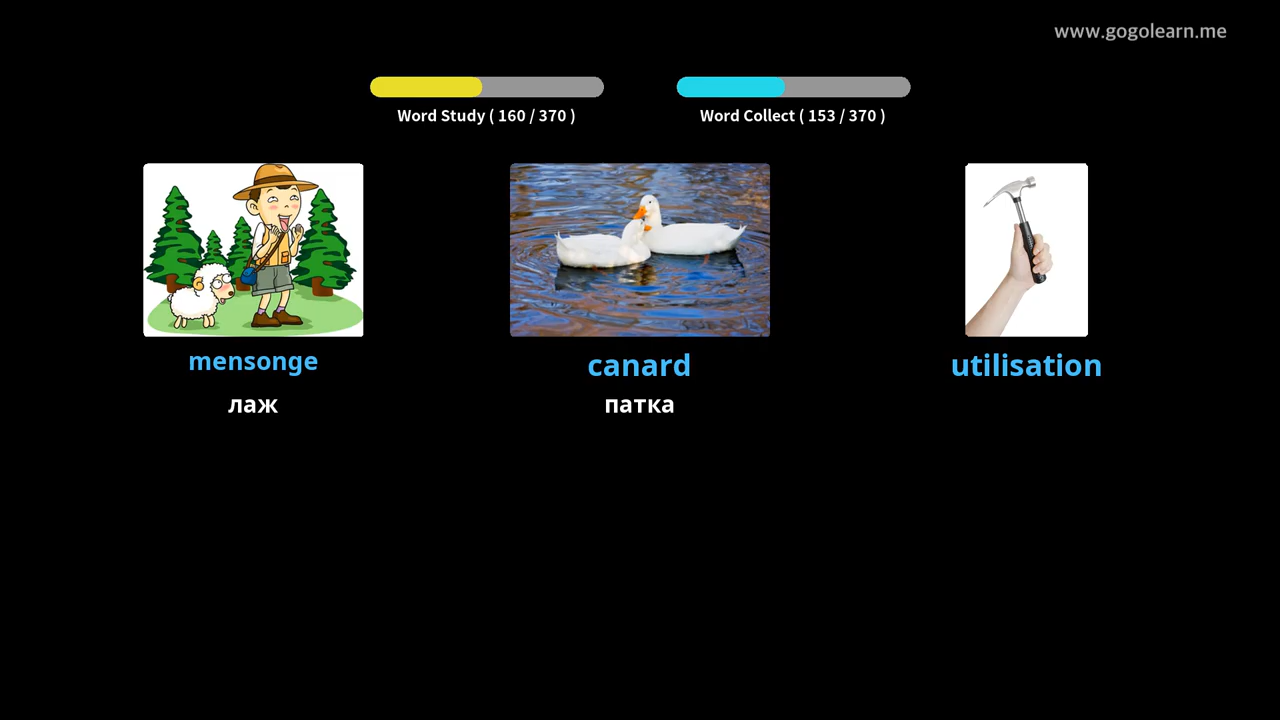 www.gogolearn.me
Word Study ( 160 / 370 )
Word Collect ( 153 / 370 )
mensonge
canard
utilisation
лаж
патка